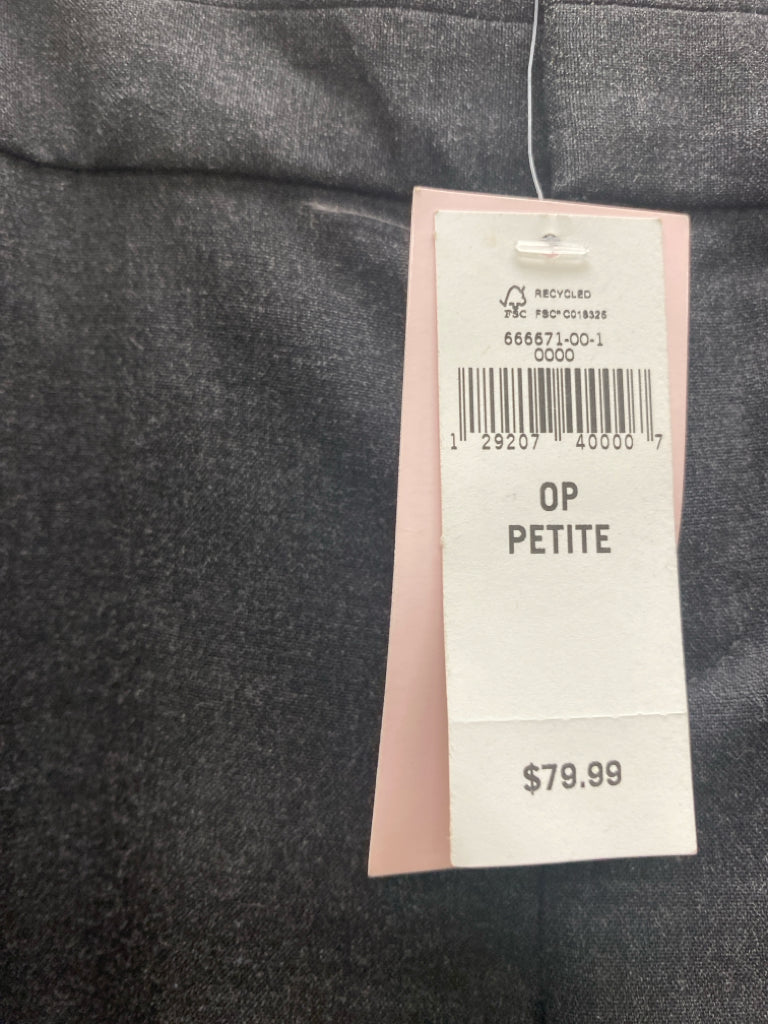 RECYCLED
FSC FSC® C016325
666671-00-1
0000
1 29207 40000 7
0P
PETITE
$79.99